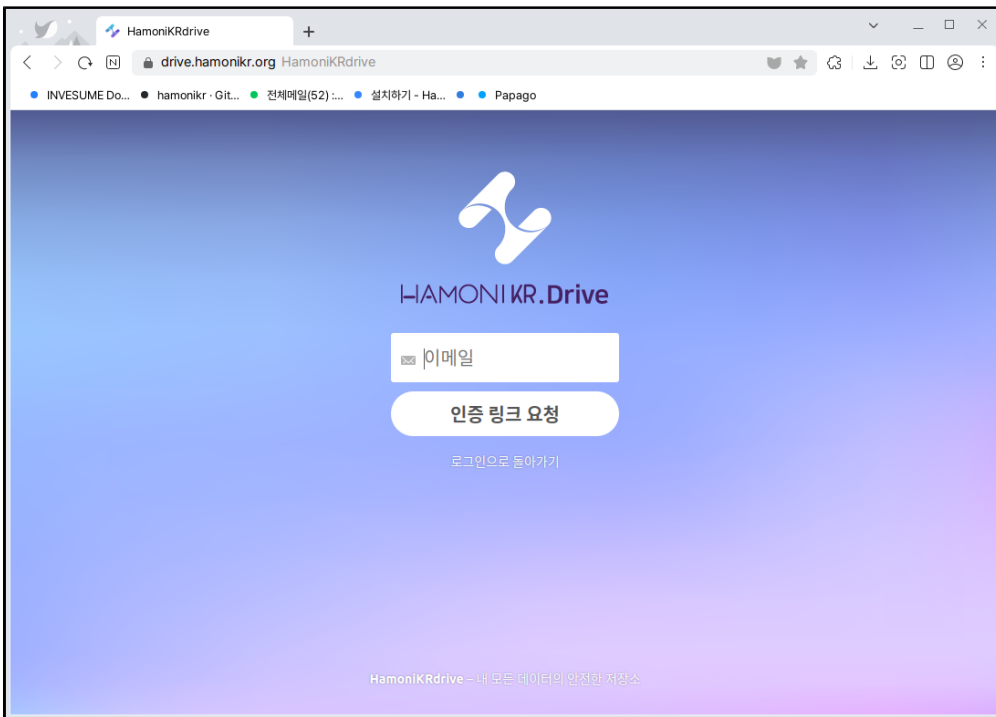 HamoniKRdrive
N drive.hamonikr.org HamoniKRdrive
INVESUME Do... hamonikr · Git... 전체메일(52) :... 설치하기 - Ha... Papago
HAMONIKR.Drive
이메일
인증 링크 요청
로그인으로 돌아가기
HamoniKRdrive – 내 모든 데이터의 안전한 저장소